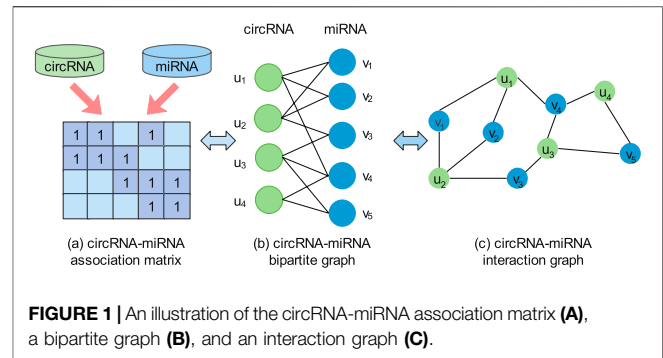 circRNA
miRNA
1 1 1
1 1 1
1 1 1
1 1
(a) circRNA-miRNA
association matrix
circRNA miRNA
u1
u2
u3
u4
v1
v2
v3
v4
v5
(b) circRNA-miRNA
bipartite graph
u1
u4
v4
v1
v2
u3
v5
u2
v3
(c) circRNA-miRNA
interaction graph
FIGURE 1 | An illustration of the circRNA-miRNA association matrix (A),
a bipartite graph (B), and an interaction graph (C).